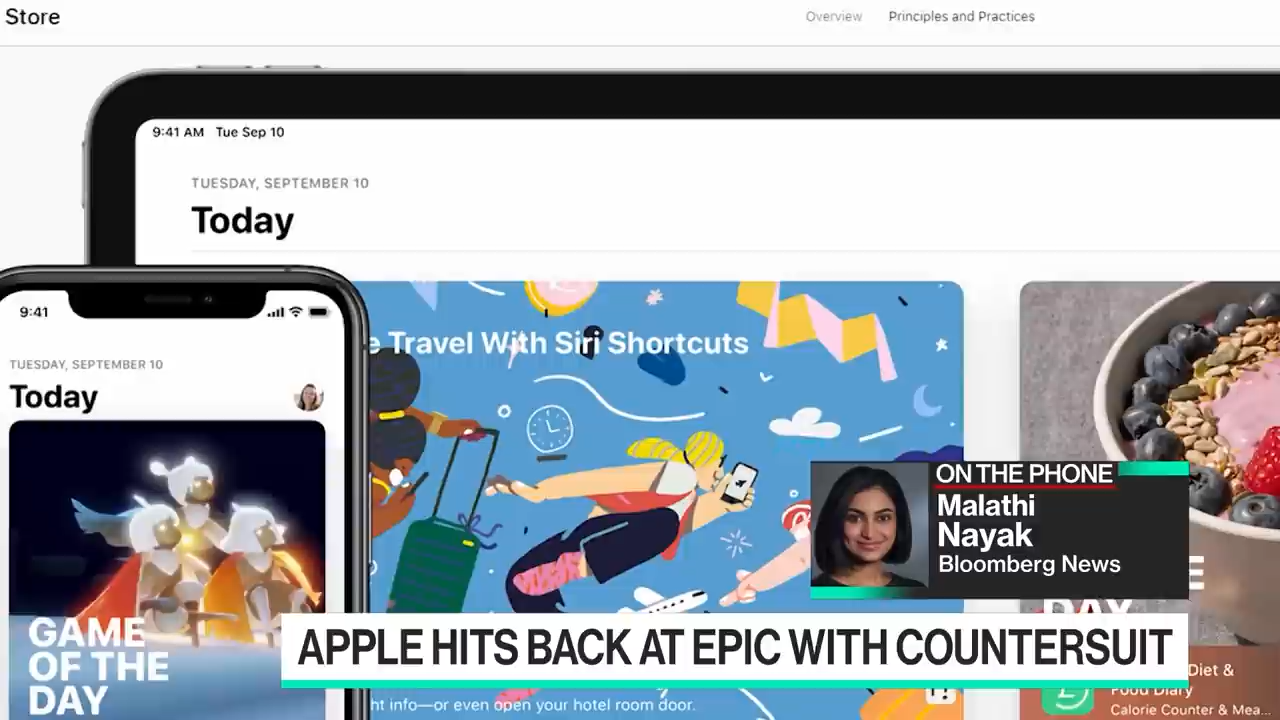 Store
Overview
Principles and Practices
9:41 AM Tue Sep 10
TUESDAY, SEPTEMBER 10
Today
9:41
TUESDAY, SEPTEMBER 10
Today
GAME
OF THE
DAY
e Travel With Siri Shortcuts
ht info—or even open your hotel room door.
ON THE PHONE
Malathi
Nayak
Bloomberg News
APPLE HITS BACK AT EPIC WITH COUNTERSUIT
E
DAY
Diet &
Food Diary
Calorie Counter & Mea...